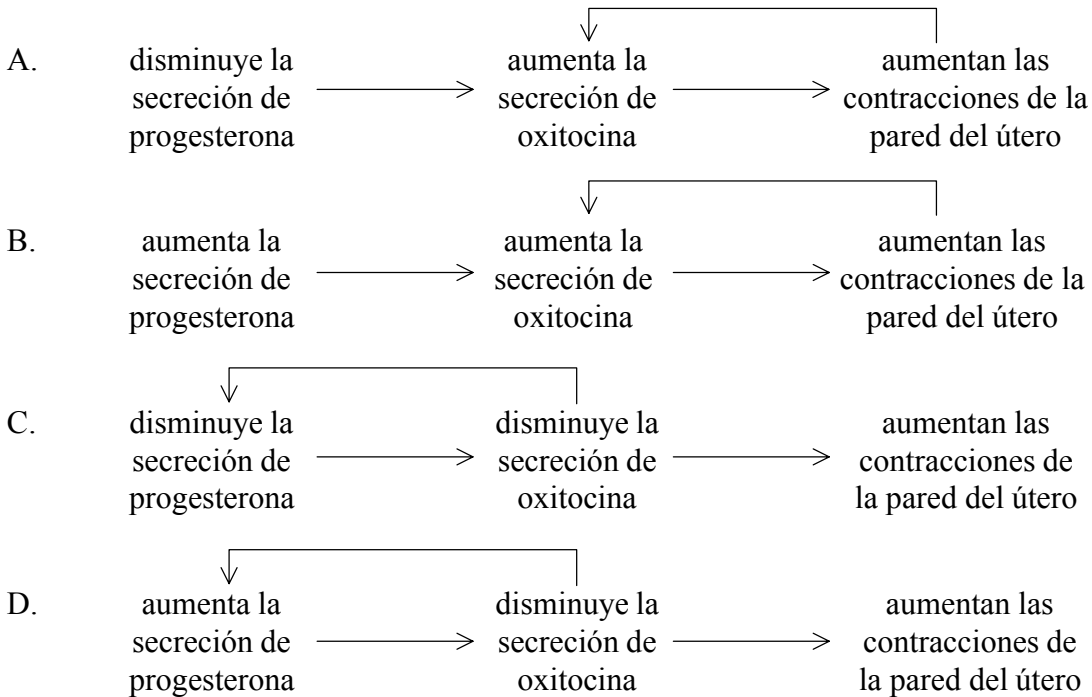 A. disminuye la secreción de progesterona aumenta la secreción de oxitocina aumentan las contracciones de la pared del útero
B. aumenta la secreción de progesterona aumenta la secreción de oxitocina aumentan las contracciones de la pared del útero
C. disminuye la secreción de progesterona disminuye la secreción de oxitocina aumentan las contracciones de la pared del útero
D. aumenta la secreción de progesterona disminuye la secreción de oxitocina aumentan las contracciones de la pared del útero